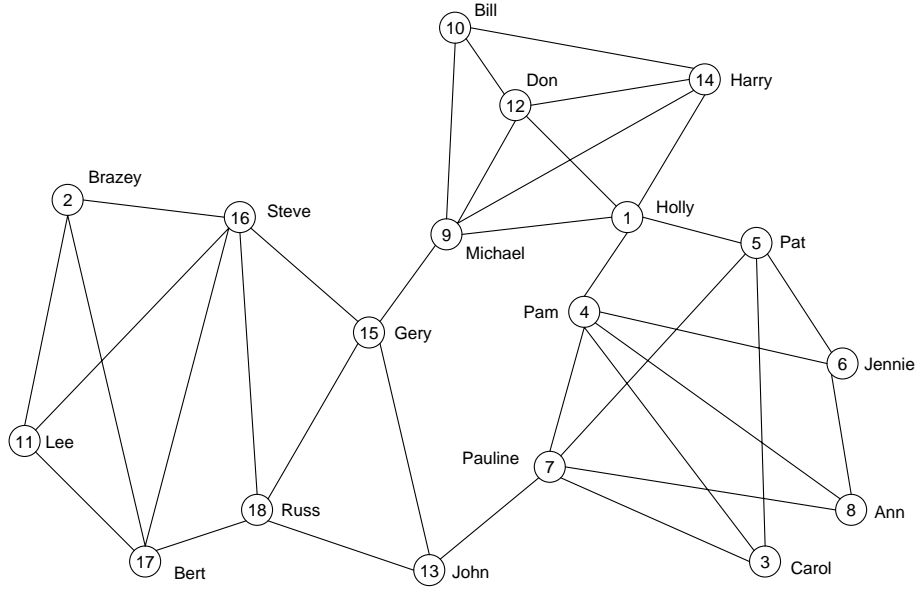 Bill
10
Harry
14
Don
12
Brazey
2
Steve
16
Holly
1
Michael
9
Pat
5
Pam
4
Gery
15
Jennie
6
Lee
11
Pauline
7
Russ
18
Ann
8
Bert
17
John
13
Carol
3